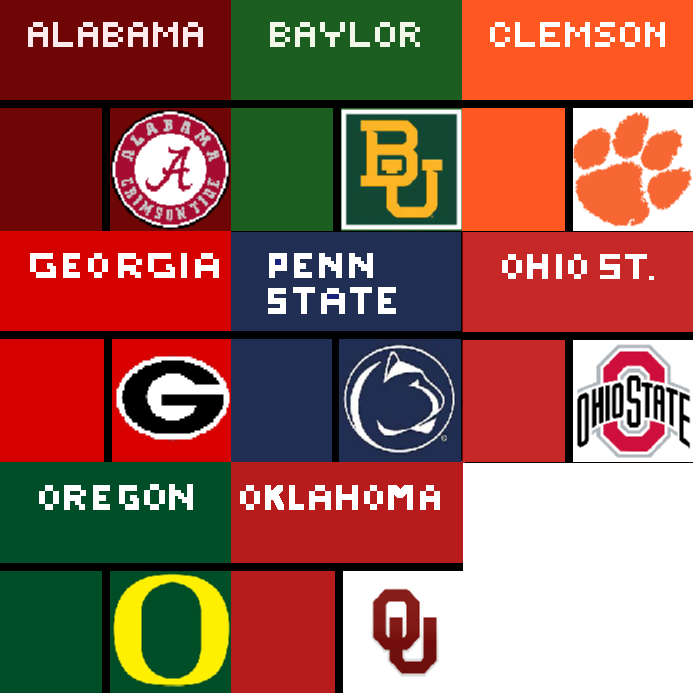 ALABAMA
BAYLOR
CLEMSON
ALABAMA
A
CRIMSON TIDE
BU
GEORGIA
PENN
STATE
OHIO ST.
G
OHIO STATE
OREGON
OKLAHOMA
O
OU